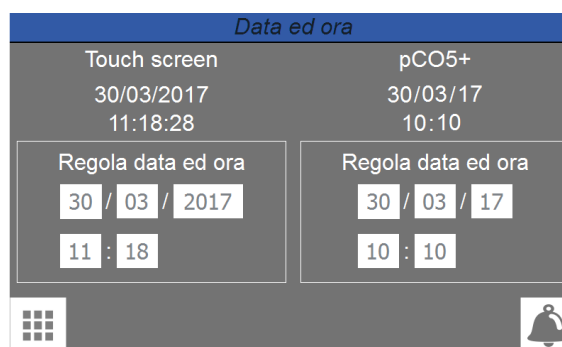 Data ed ora
Touch screen
30/03/2017
11:18:28
Regola data ed ora
30 / 03 / 2017
11 : 18
pCO5+
30/03/17
10:10
Regola data ed ora
30 / 03 / 17
10 : 10